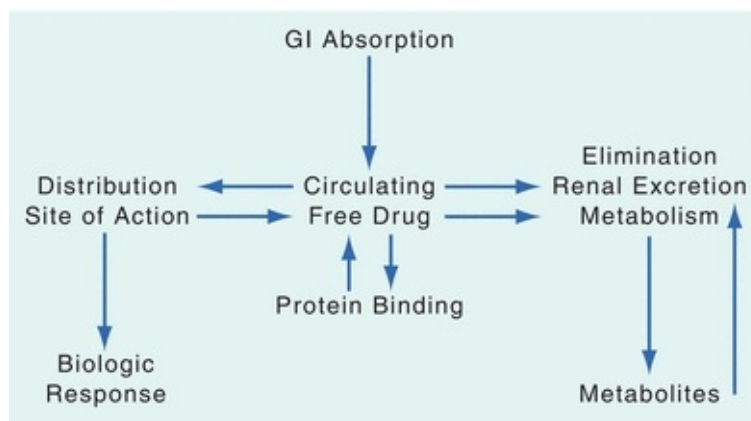 GI Absorption
Distribution
Site of Action
Circulating
Free Drug
Elimination
Renal Excretion
Metabolism
Protein Binding
Biologic
Response
Metabolites